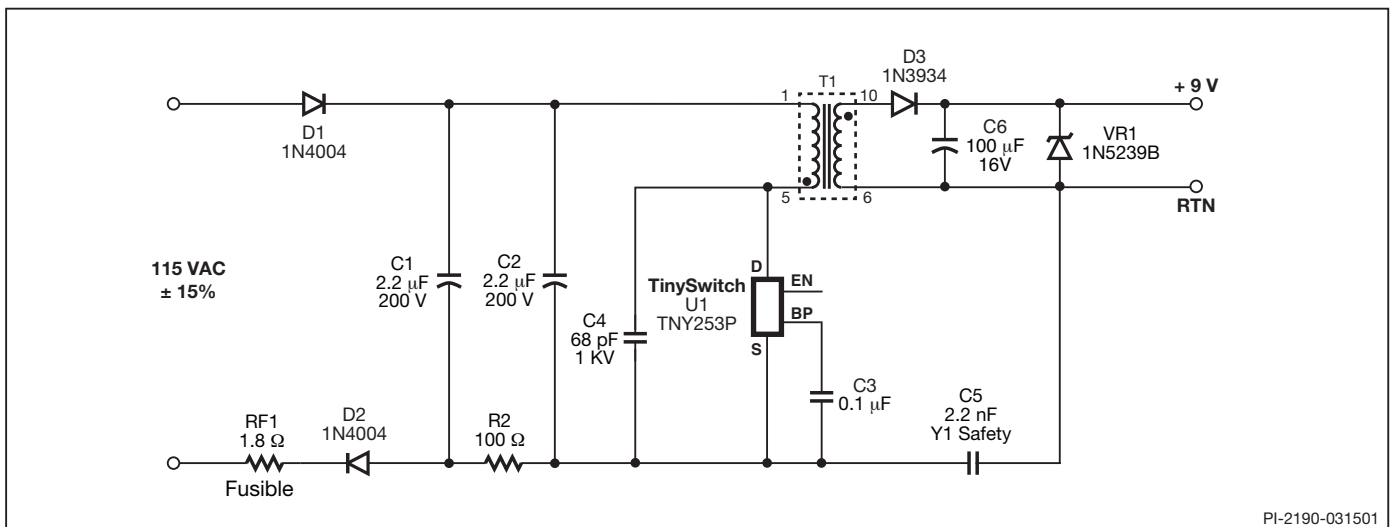 D3
1N3934
T1
+ 9 V
1
10
D1
1N4004
C6
100 µF
16V
VR1
1N5239B
5
6
RTN
115 VAC
± 15%
C1
2.2 µF
200 V
C2
2.2 µF
200 V
D
TinySwitch
U1
TNY253P
EN
BP
S
C4
68 pF
1 KV
C3
0.1 µF
RF1
1.8 Ω
Fusible
D2
1N4004
R2
100 Ω
C5
2.2 nF
Y1 Safety
PI-2190-031501